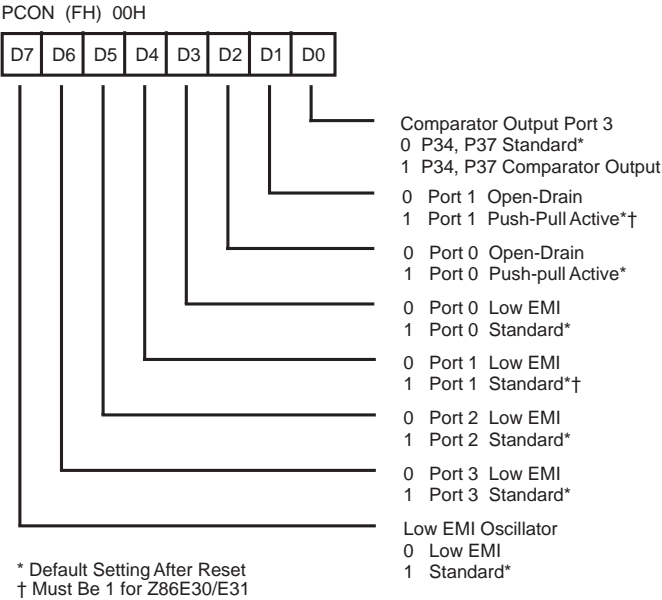 PCON (FH) 00H
D7 D6 D5 D4 D3 D2 D1 D0
Comparator Output Port 3
0 P34, P37 Standard*
1 P34, P37 Comparator Output
0 Port 1 Open-Drain
1 Port 1 Push-Pull Active*†
0 Port 0 Open-Drain
1 Port 0 Push-pull Active*
0 Port 0 Low EMI
1 Port 0 Standard*
0 Port 1 Low EMI
1 Port 1 Standard*†
0 Port 2 Low EMI
1 Port 2 Standard*
0 Port 3 Low EMI
1 Port 3 Standard*
Low EMI Oscillator
0 Low EMI
1 Standard*
* Default Setting After Reset
† Must Be 1 for Z86E30/E31